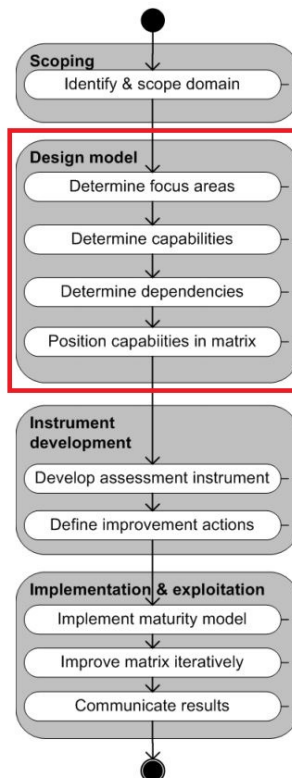 Scoping
Identify & scope domain
Design model
Determine focus areas
Determine capabilities
Determine dependencies
Position capabiities in matrix
Instrument
development
Develop assessment instrument
Define improvement actions
Implementation & exploitation
Implement maturity model
Improve matrix iteratively
Communicate results